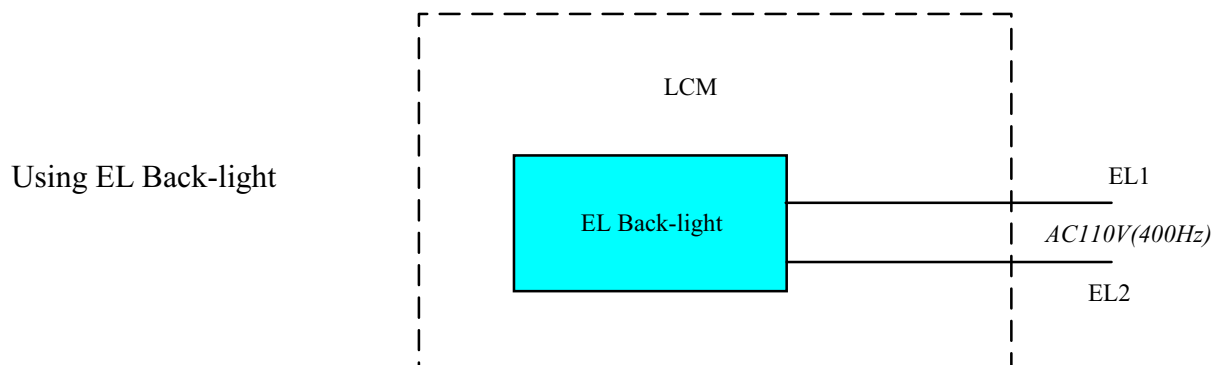 LCM
Using EL Back-light
EL Back-light
EL1
AC110V(400Hz)
EL2